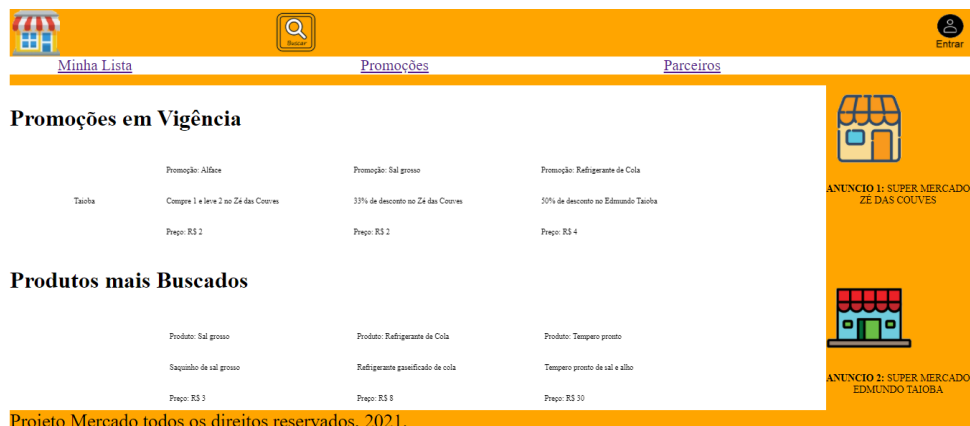 Buscar
Entrar
Minha Lista
Promoções
Parceiros
Promoções em Vigência
Promoção: Alface
Promoção: Sal grosso
Promoção: Refrigerante de Cola
Taioba
Compre 1 e leve 2 no Zé das Couves
33% de desconto no Zé das Couves
50% de desconto no Edmundo Taioba
Preço: R$ 2
Preço: R$ 2
Preço: R$ 4
Produtos mais Buscados
Produto: Sal grosso
Produto: Refrigerante de Cola
Produto: Tempero pronto
Saquinho de sal grosso
Refrigerante gaseificado de cola
Tempero pronto de sal e alho
Preço: R$ 3
Preço: R$ 8
Preço: R$ 30
ANUNCIO 1: SUPER MERCADO
ZÉ DAS COUVES
ANUNCIO 2: SUPER MERCADO
EDMUNDO TAIOBA
Projeto Mercado todos os direitos reservados. 2021.